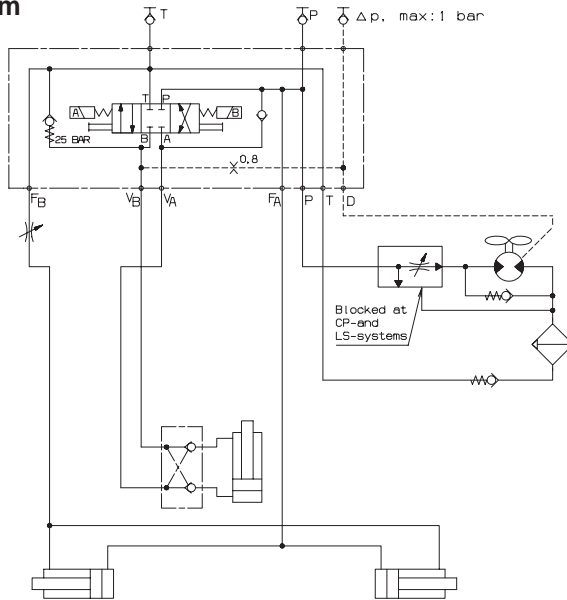 m
T
P
Δp, max:1 bar
T P
A
B
25 BAR
B A
0.8
FB
VB
VA
FA
P
T
D
Blocked at
CP-and
LS-systems